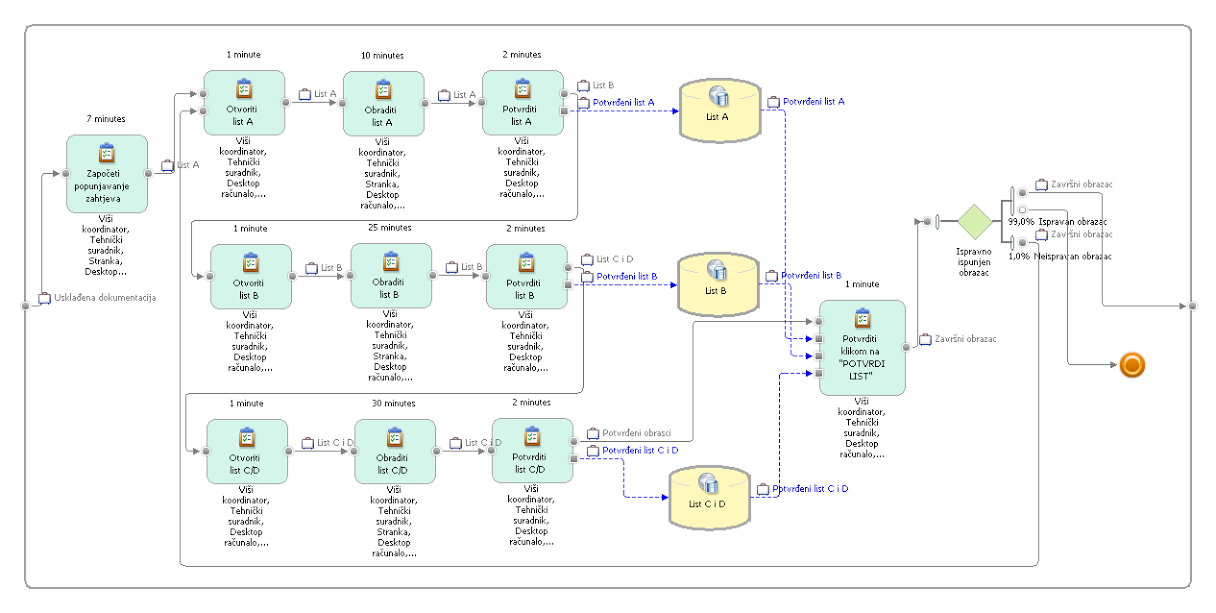 1 minute
10 minutes
2 minutes
Otvoriti
list A
List A
Obraditi
list A
List A
Potvrditi
list A
List B
Potvrđeni list A
List A
Potvrđeni list A
Viši
koordinator,
Tehnički
suradnik,
Desktop
računalo,...
Viši
koordinator,
Tehnički
suradnik,
Stranka,
Desktop
računalo,...
Viši
koordinator,
Tehnički
suradnik,
Desktop
računalo,...
7 minutes
Započeti
popunjavanje
zahtjeva
List A
Viši
koordinator,
Tehnički
suradnik,
Stranka,
Desktop...
Usklađena dokumentacija
1 minute
25 minutes
2 minutes
Otvoriti
list B
List B
Obraditi
list B
List B
Potvrditi
list B
List C i D
Potvrđeni list B
List B
Potvrđeni list B
Viši
koordinator,
Tehnički
suradnik,
Desktop
računalo,...
Viši
koordinator,
Tehnički
suradnik,
Stranka,
Desktop
računalo,...
Viši
koordinator,
Tehnički
suradnik,
Desktop
računalo,...
1 minute
Potvrditi
klikom na
"POTVRDI
LIST"
Viši
koordinator,
Tehnički
suradnik,
Desktop
računalo,...
Završni obrazac
Ispravno
ispunjen
obrazac
Završni obrazac
99,0% Ispravan obrazac
Završni obrazac
1,0% Neispravan obrazac
1 minute
30 minutes
2 minutes
Otvoriti
list C/D
List C i D
Obraditi
list C/D
List C i D
Potvrditi
list C/D
Potvrđeni obrasci
Potvrđeni list C i D
List C i D
Potvrđeni list C i D
Viši
koordinator,
Tehnički
suradnik,
Desktop
računalo,...
Viši
koordinator,
Tehnički
suradnik,
Stranka,
Desktop
računalo,...
Viši
koordinator,
Tehnički
suradnik,
Desktop
računalo,...